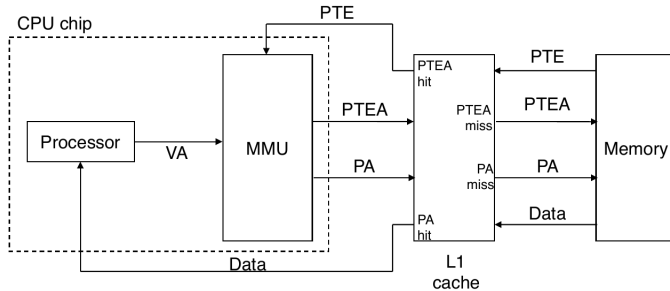 CPU chip
PTE
PTEA
hit
PTE
PTEA
PTEA
miss
PTEA
Processor
VA
MMU
Memory
PA
PA
miss
PA
PA
hit
Data
Data
L1
cache